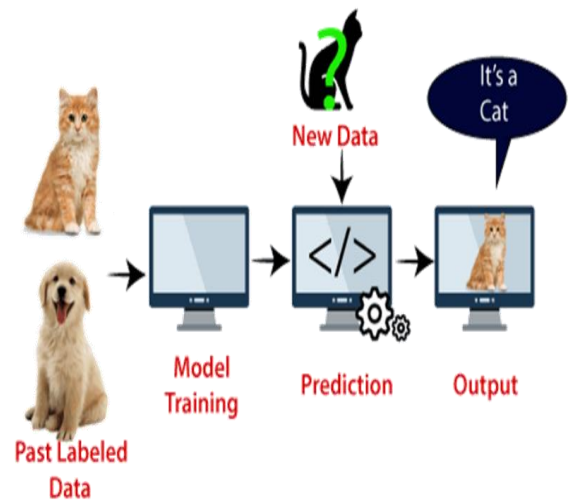 It's a
Cat
?
New Data
</>
Model
Training
Prediction
Output
Past Labeled
Data